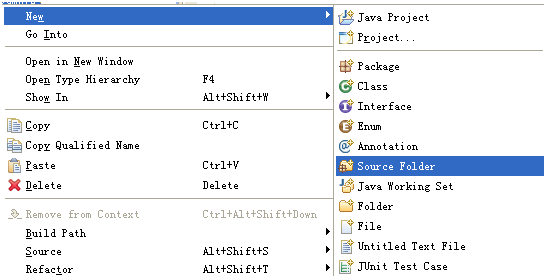 New
Go Into
Open in New Window
Open Type Hierarchy F4
Show In Alt+Shift+W
Copy Ctrl+C
Copy Qualified Name
Paste Ctrl+V
Delete Delete
Remove from Context Ctrl+Alt+Shift+Down
Build Path
Source Alt+Shift+S
Refactor Alt+Shift+T
Java Project
Project...
Package
Class
Interface
Enum
Annotation
Source Folder
Java Working Set
Folder
File
Untitled Text File
JUnit Test Case